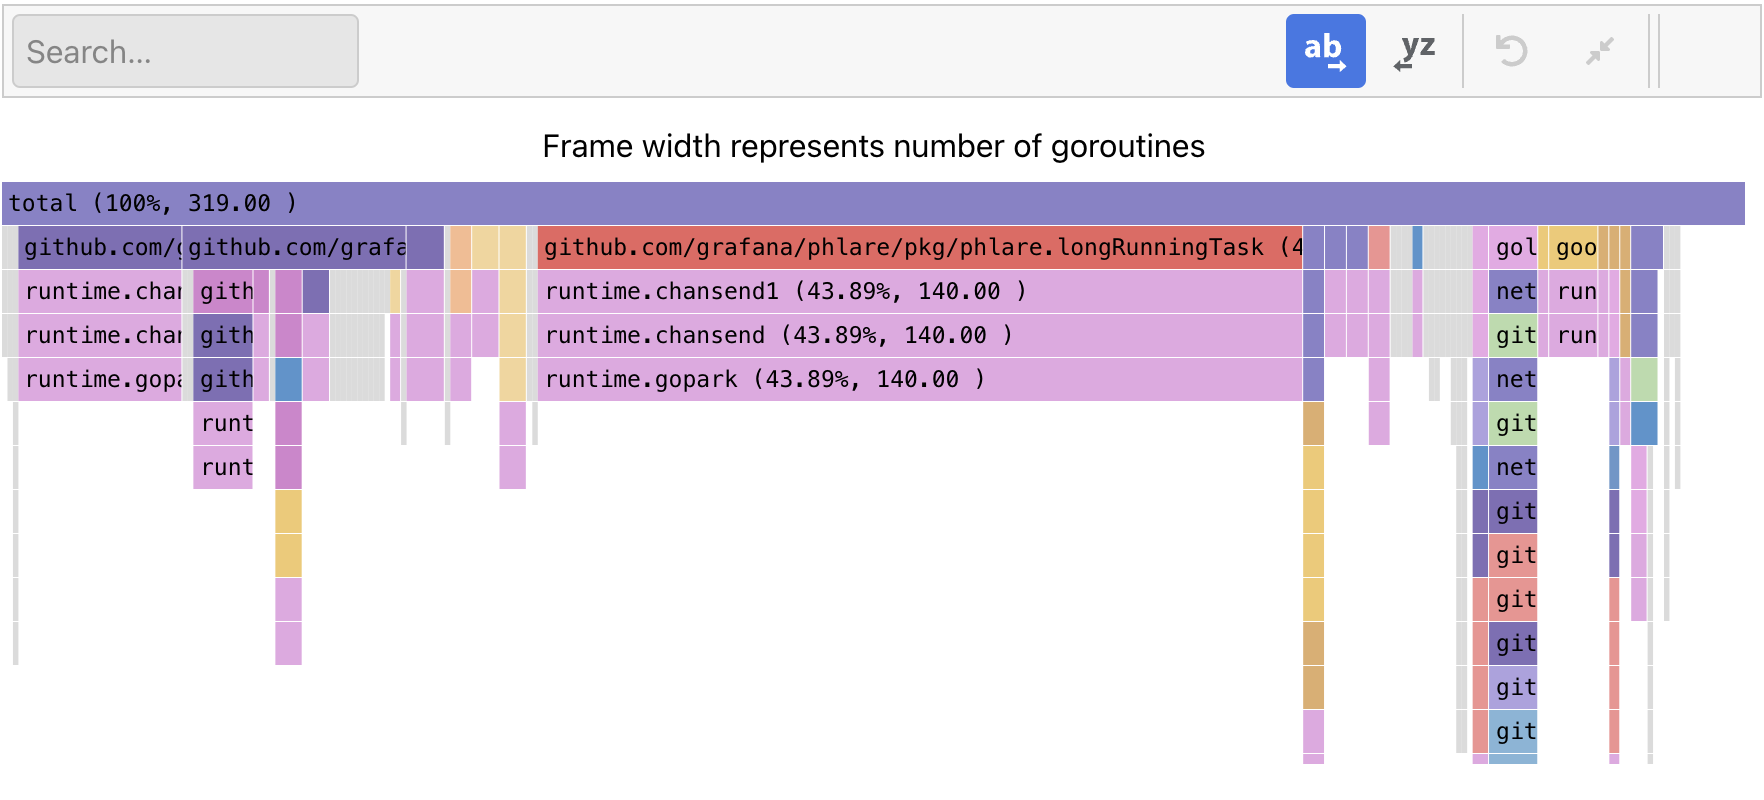 Search...
ab
yz
Frame width represents number of goroutines
total (100%, 319.00 )
github.com/g github.com/grafa github.com/grafana/phlare/pkg/phlare.longRunningTask (4 gol goo
runtime.char gith runtime.chansend1 (43.89%, 140.00 ) net run
runtime.char gith runtime.chansend (43.89%, 140.00 ) git run
runtime.gopa gith runtime.gopark (43.89%, 140.00 ) net
runt git
runt net
git
git
git
git
git
git